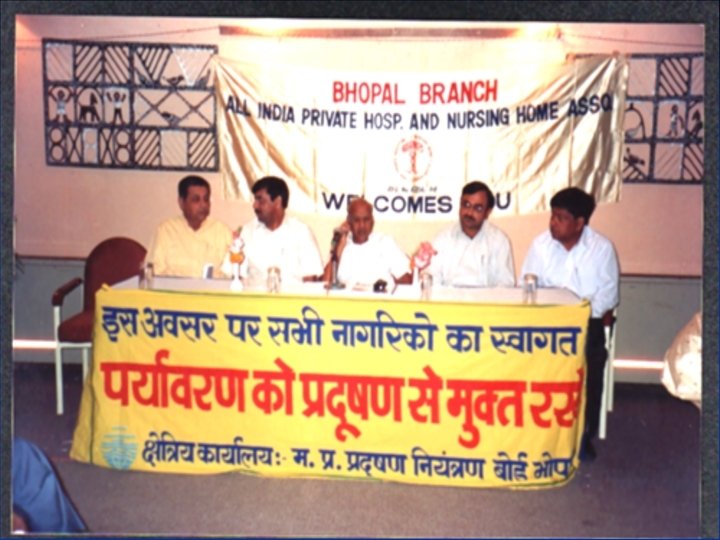 BHOPAL BRANCH
ALL INDIA PRIVATE HOSP. AND NURSING HOME ASSO
WELCOMES YOU
इस अवसर पर सभी नागरिको का स्वागत
पर्यावरण को प्रदूषण से मुक्त रखे
क्षेत्रिय कार्यालय:- म. प्र. प्रदूषण नियंत्रण बोर्ड भोपा